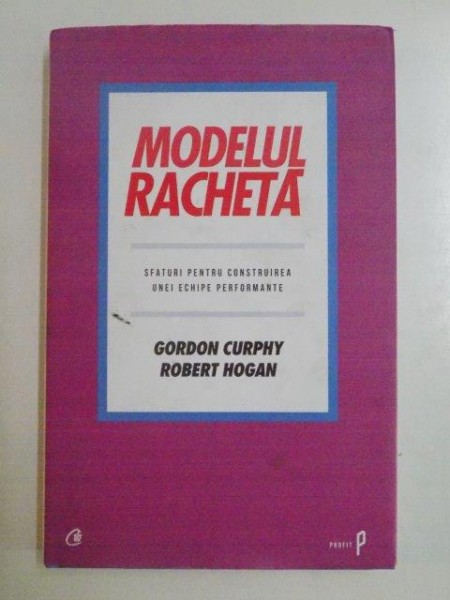 MODELUL
RACHETĂ
SFATURI PENTRU CONSTRUIREA
UNEI ECHIPE PERFORMANTE
GORDON CURPHY
ROBERT HOGAN
PROFIT P